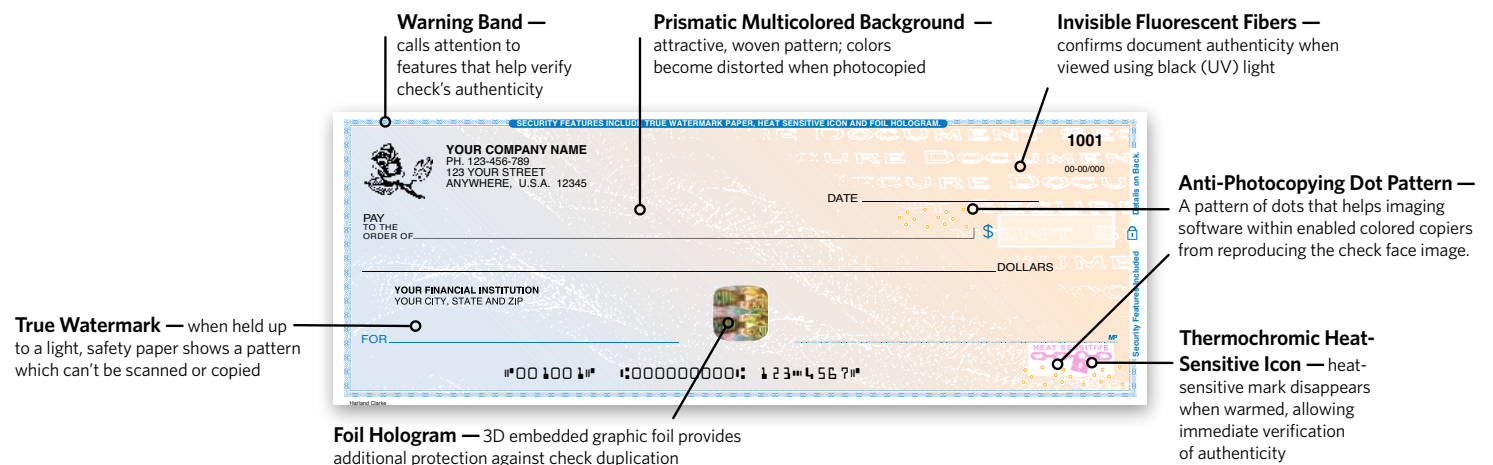 Warning Band —
calls attention to
features that help verify
check's authenticity
Prismatic Multicolored Background —
attractive, woven pattern; colors
become distorted when photocopied
Invisible Fluorescent Fibers —
confirms document authenticity when
viewed using black (UV) light
SECURITY FEATURES INCLUDE TRUE WATERMARK PAPER, HEAT SENSITIVE ICON AND FOIL HOLOGRAM.
YOUR COMPANY NAME
PH. 123-456-789
123 YOUR STREET
ANYWHERE, U.S.A. 12345
1001
00-00/000
DATE
PAY
TO THE
ORDER OF
$
DOLLARS
YOUR FINANCIAL INSTITUTION
YOUR CITY, STATE AND ZIP
FOR
MP
HEAT SENSITIVE
⑈001001⑈ ⑆000000000⑆ 123⑉4567⑈
Harland Clarke
Security Features Included
Details on Back.
Anti-Photocopying Dot Pattern —
A pattern of dots that helps imaging
software within enabled colored copiers
from reproducing the check face image.
True Watermark — when held up
to a light, safety paper shows a pattern
which can't be scanned or copied
Thermochromic Heat-
Sensitive Icon — heat-
sensitive mark disappears
when warmed, allowing
immediate verification
of authenticity
Foil Hologram — 3D embedded graphic foil provides
additional protection against check duplication